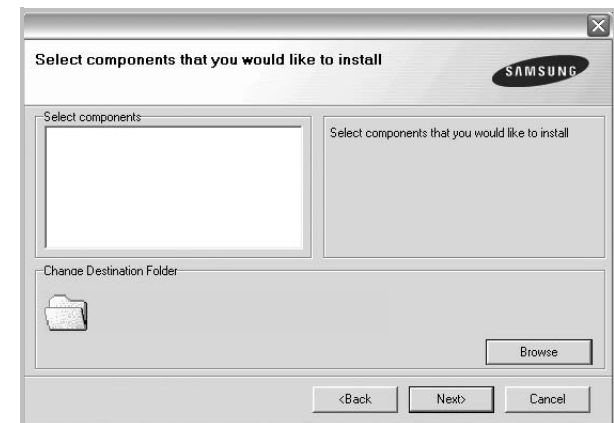 Select components that you would like to install
SAMSUNG
Select components
Select components that you would like to install
Change Destination Folder
Browse
<Back
Next>
Cancel